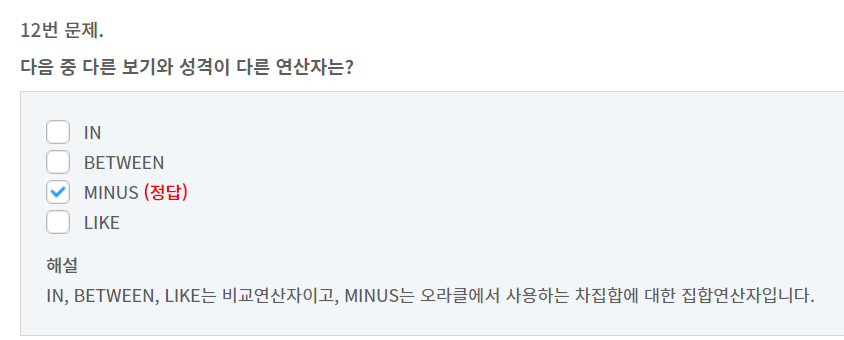 12번 문제.
다음 중 다른 보기와 성격이 다른 연산자는?
IN
BETWEEN
MINUS (정답)
LIKE
해설
IN, BETWEEN, LIKE는 비교연산자이고, MINUS는 오라클에서 사용하는 차집합에 대한 집합연산자입니다.